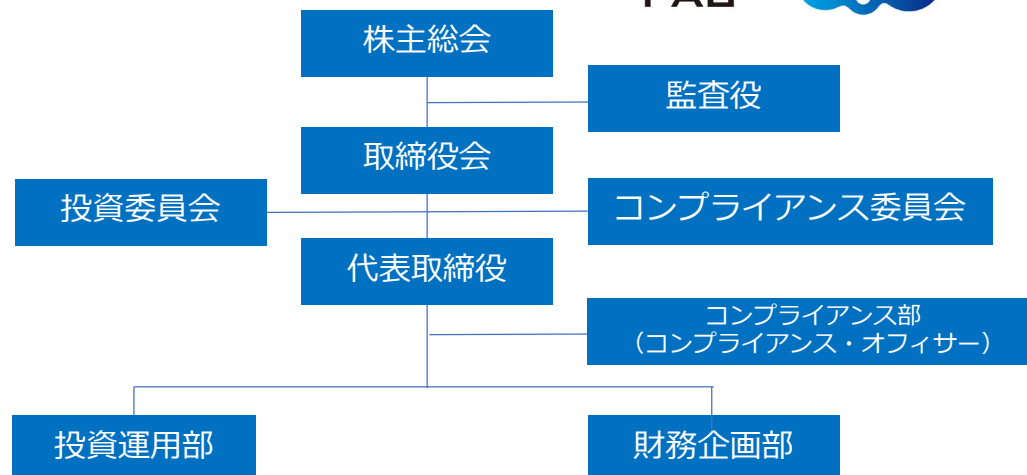 株主総会
監査役
取締役会
投資委員会
コンプライアンス委員会
代表取締役
コンプライアンス部
（コンプライアンス・オフィサー）
投資運用部
財務企画部